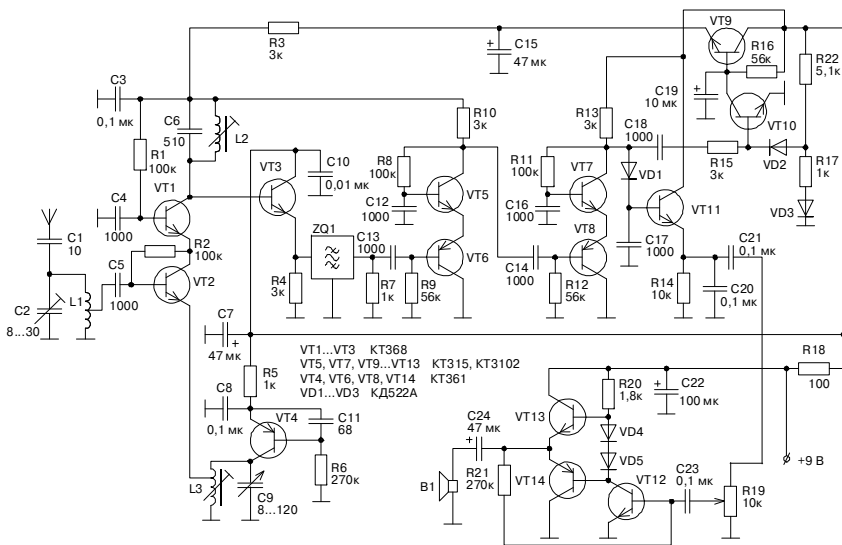 R3
3к
C15
47 мк
VT9
R16
56к
R22
5,1к
C3
0,1 мк
C6
510
L2
R1
100к
R10
3к
R13
3к
C19
10 мк
C18
1000
VT10
C10
0,01 мк
VT3
R8
100к
VT5
R11
100к
VT7
VD1
R15
3к
VD2
R17
1к
C4
1000
VT1
C12
1000
C16
1000
VT11
VD3
C1
10
R2
100к
ZQ1
C13
1000
VT6
VT8
C17
1000
C21
0,1 мк
C5
1000
VT2
C2
8...30
L1
R4
3к
R7
1к
R9
56к
C14
1000
R12
56к
R14
10к
C20
0,1 мк
C7
47 мк
VT1...VT3 КТ368
VT5, VT7, VT9...VT13 КТ315, КТ3102
VT4, VT6, VT8, VT14 КТ361
VD1...VD3 КД522А
R18
100
R5
1к
C8
0,1 мк
VT4
C11
68
R20
1,8к
C22
100 мк
VT13
VD4
C24
47 мк
VD5
R6
270к
B1
R21
270к
VT14
VT12
C23
0,1 мк
+9 В
R19
10к
L3
C9
8...120